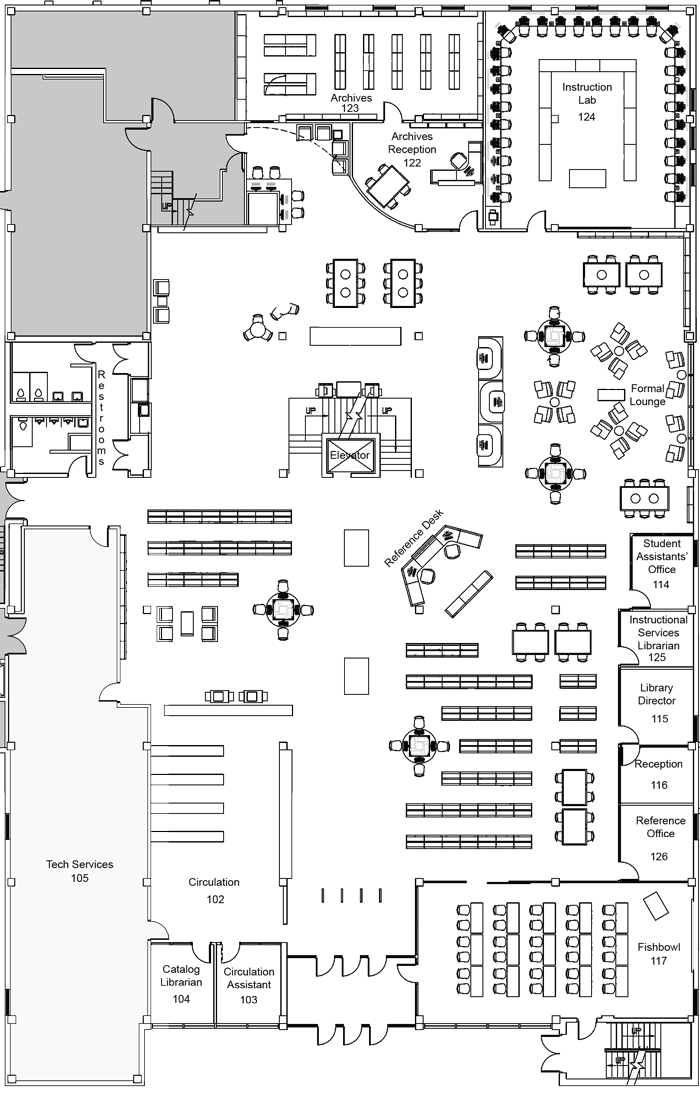 Archives
123
Instruction
Lab
124
Archives
Reception
122
UP
Restrooms
Formal
Lounge
UP
UP
Elevator
Reference Desk
Student
Assistants'
Office
114
Instructional
Services
Librarian
125
Library
Director
115
Reception
116
Reference
Office
126
Tech Services
105
Circulation
102
Fishbowl
117
Catalog
Librarian
104
Circulation
Assistant
103
UP
UP